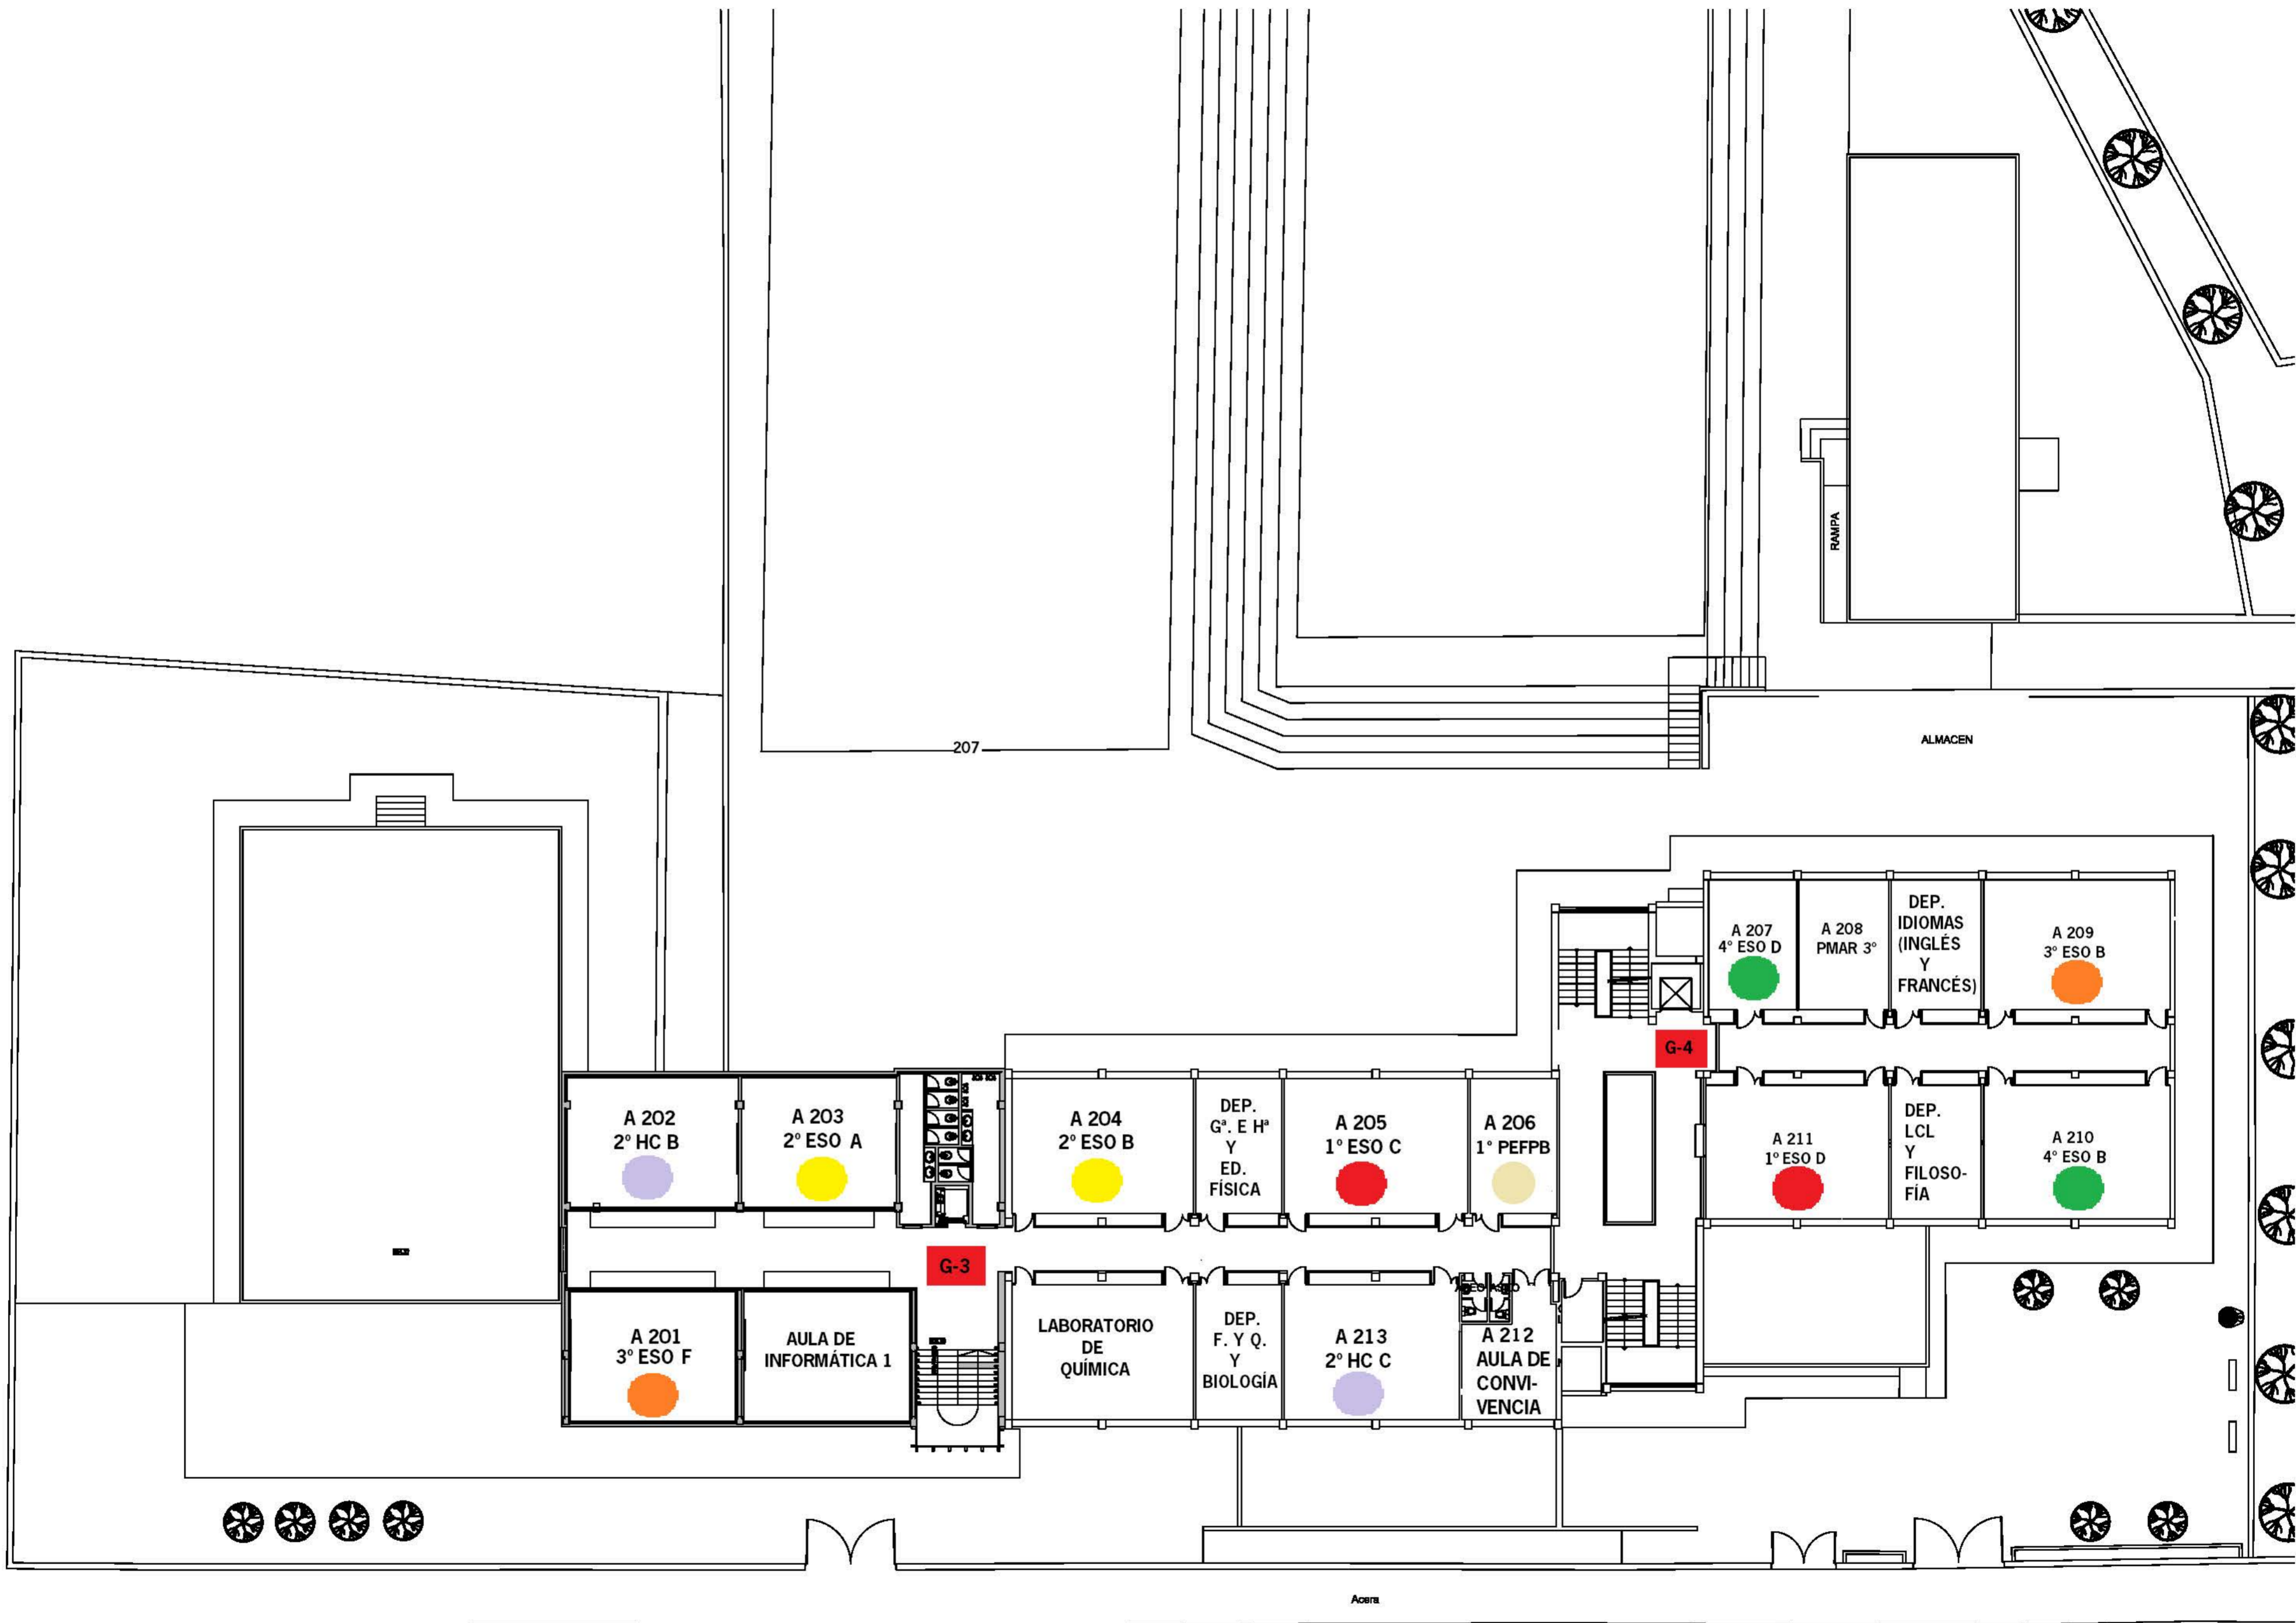 RAMPA
207
ALMACEN
A 207
4° ESO D
A 208
PMAR 3°
DEP.
IDIOMAS
(INGLÉS
Y
FRANCÉS)
A 209
3° ESO B
G-4
A 202
2° HC B
A 203
2° ESO A
A 204
2° ESO B
DEP.
Gª. E Hª
Y
ED.
FÍSICA
A 205
1° ESO C
A 206
1° PEFPB
A 211
1° ESO D
DEP.
LCL
Y
FILOSO-
FÍA
A 210
4° ESO B
G-3
A 201
3° ESO F
AULA DE
INFORMÁTICA 1
LABORATORIO
DE
QUÍMICA
DEP.
F. Y Q.
Y
BIOLOGÍA
A 213
2° HC C
ASEO ASEO
A 212
AULA DE
CONVI-
VENCIA
Acera